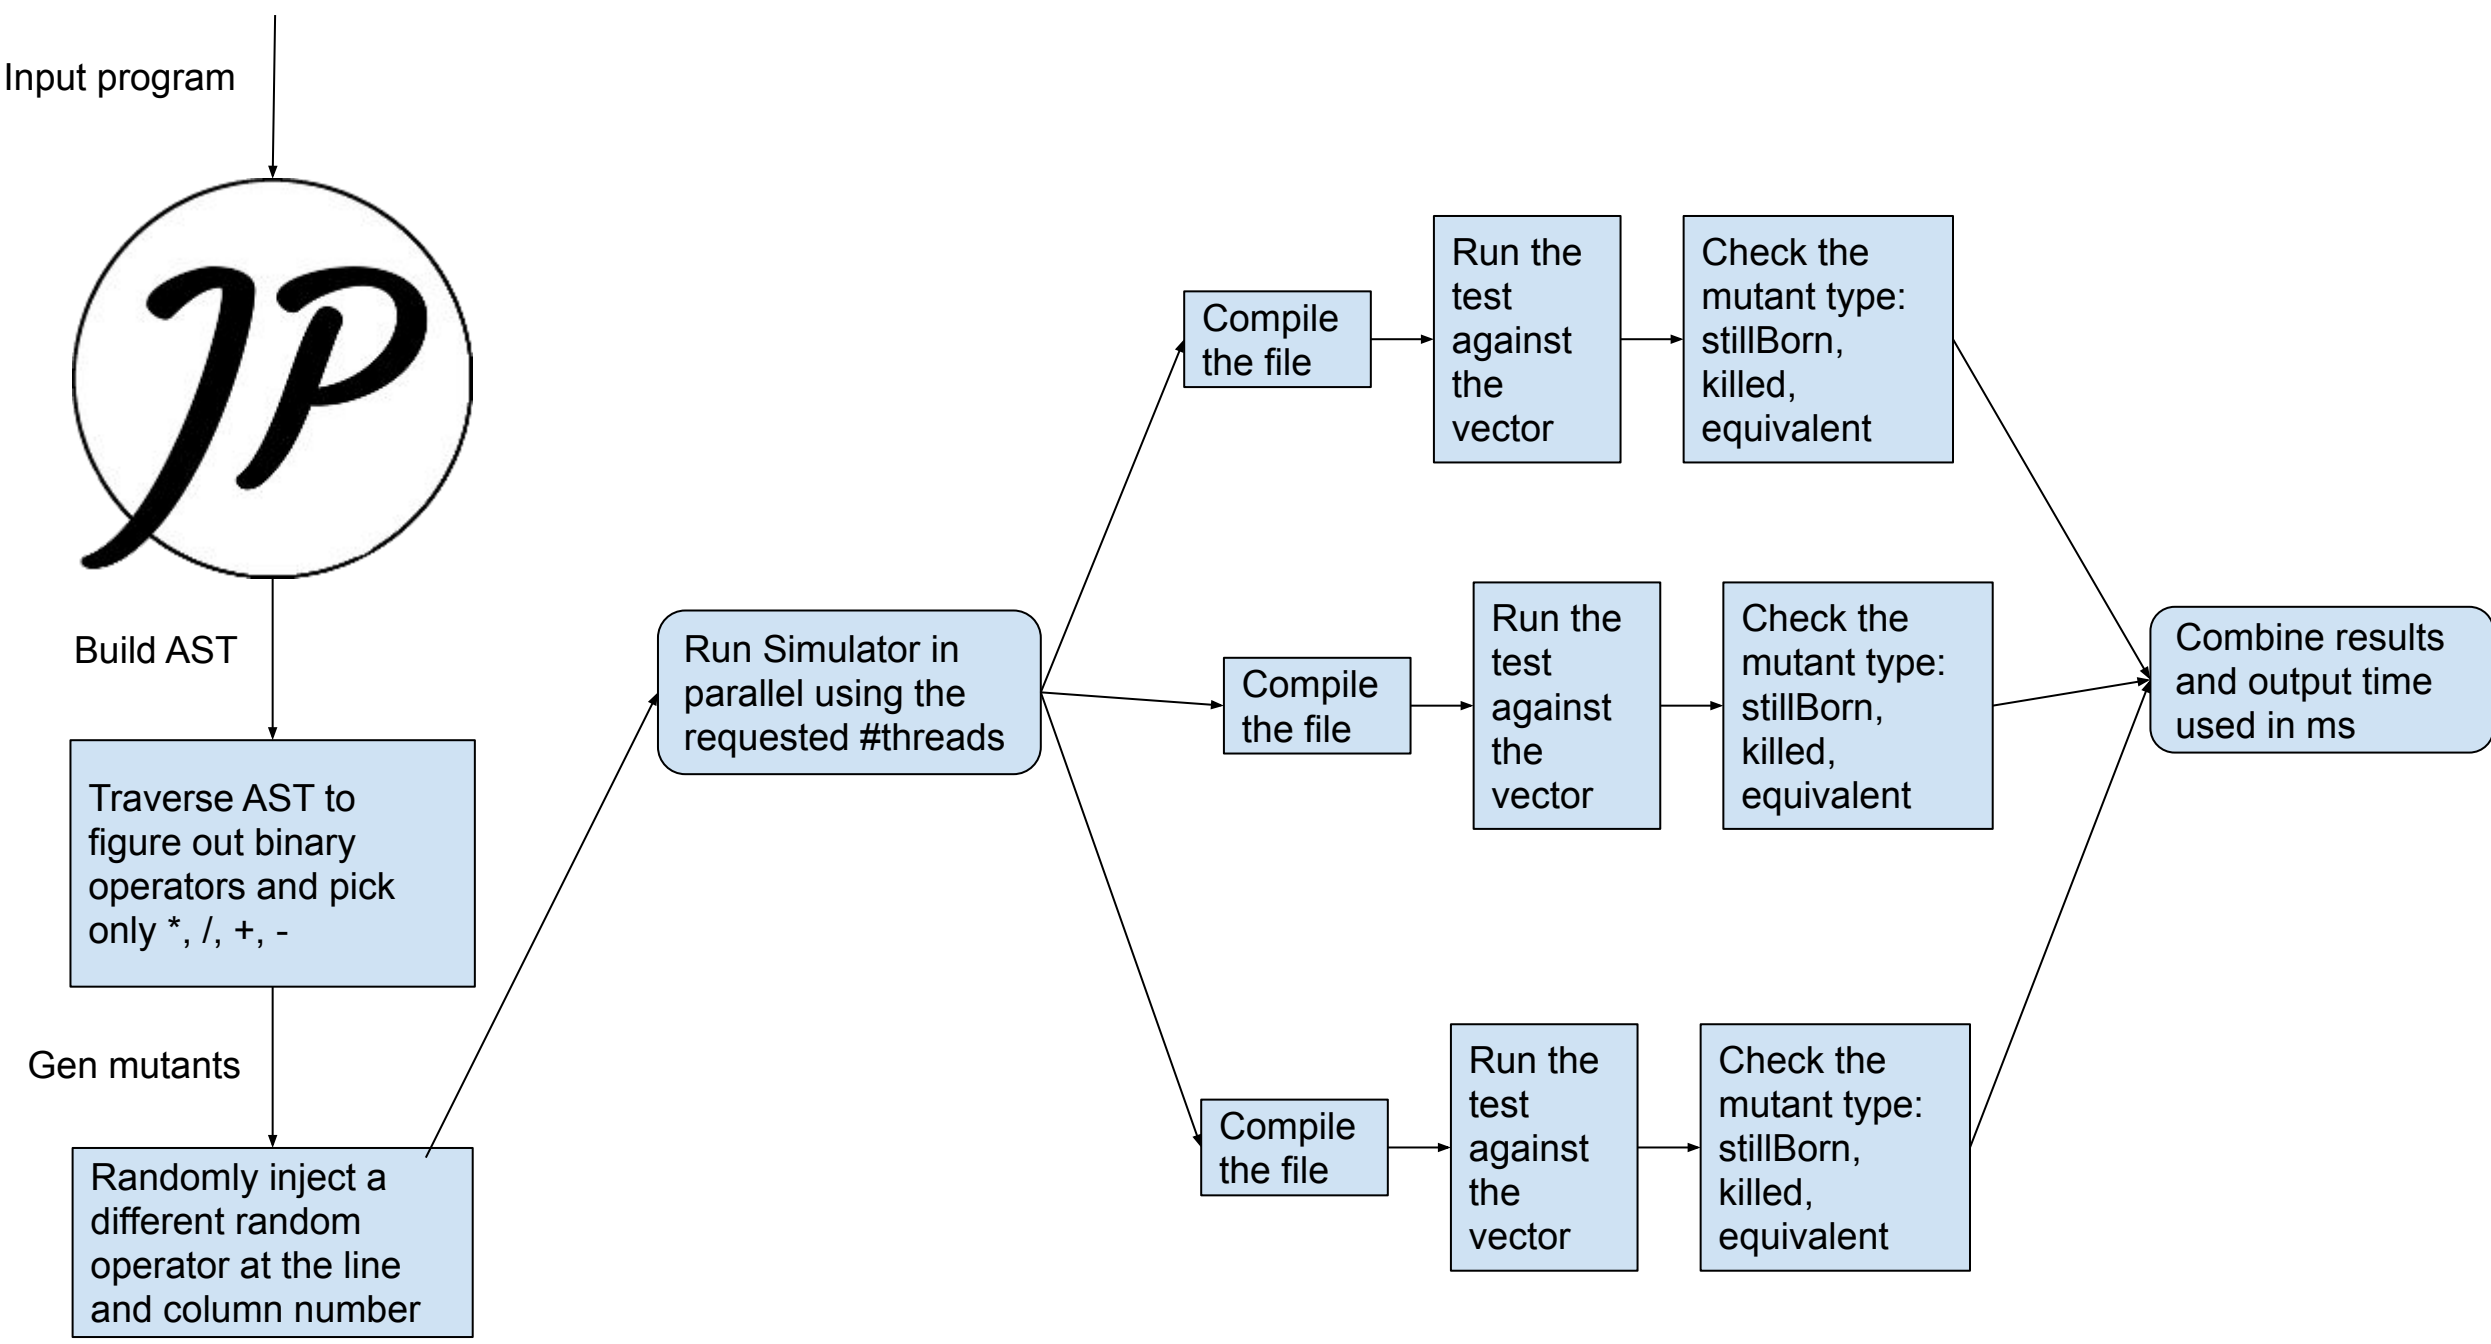 Input program
JP
Build AST
Traverse AST to
figure out binary
operators and pick
only *, /, +, -
Gen mutants
Randomly inject a
different random
operator at the line
and column number
Run Simulator in
parallel using the
requested #threads
Compile
the file
Run the
test
against
the
vector
Check the
mutant type:
stillBorn,
killed,
equivalent
Compile
the file
Run the
test
against
the
vector
Check the
mutant type:
stillBorn,
killed,
equivalent
Compile
the file
Run the
test
against
the
vector
Check the
mutant type:
stillBorn,
killed,
equivalent
Combine results
and output time
used in ms